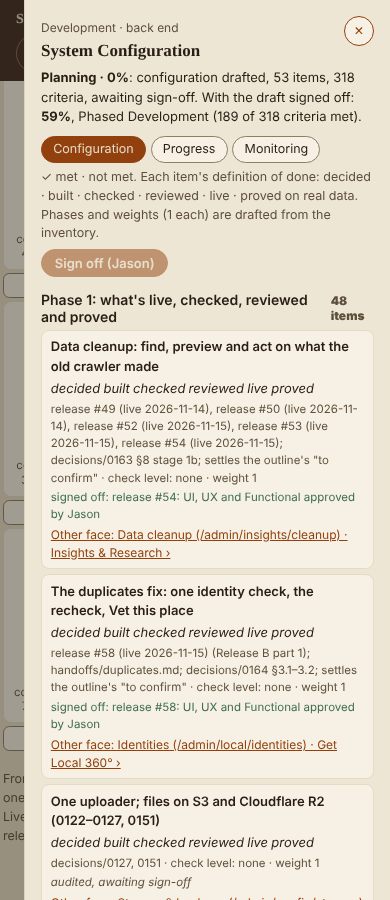 Development · back end
System Configuration
×
Planning · 0%: configuration drafted, 53 items, 318
criteria, awaiting sign-off. With the draft signed off:
59%, Phased Development (189 of 318 criteria met).
Configuration
Progress
Monitoring
✓ met · not met. Each item's definition of done: decided
· built · checked · reviewed · live · proved on real data.
Phases and weights (1 each) are drafted from the
inventory.
Sign off (Jason)
Phase 1: what's live, checked, reviewed
and proved
48
items
Data cleanup: find, preview and act on what the
old crawler made
decided built checked reviewed live proved
release #49 (live 2026-11-14), release #50 (live 2026-11-
14), release #52 (live 2026-11-15), release #53 (live
2026-11-15), release #54 (live 2026-11-15);
decisions/0163 §8 stage 1b; settles the outline's "to
confirm" · check level: none · weight 1
signed off: release #54: UI, UX and Functional approved
by Jason
Other face: Data cleanup (/admin/insights/cleanup) ·
Insights & Research ›
The duplicates fix: one identity check, the
recheck, Vet this place
decided built checked reviewed live proved
release #58 (live 2026-11-15) (Release B part 1);
handoffs/duplicates.md; decisions/0164 §3.1–3.2; settles
the outline's "to confirm" · check level: none · weight 1
signed off: release #58: UI, UX and Functional approved
by Jason
Other face: Identities (/admin/local/identities) · Get
Local 360° ›
One uploader; files on S3 and Cloudflare R2
(0122–0127, 0151)
decided built checked reviewed live proved
decisions/0127, 0151 · check level: none · weight 1
audited, awaiting sign-off